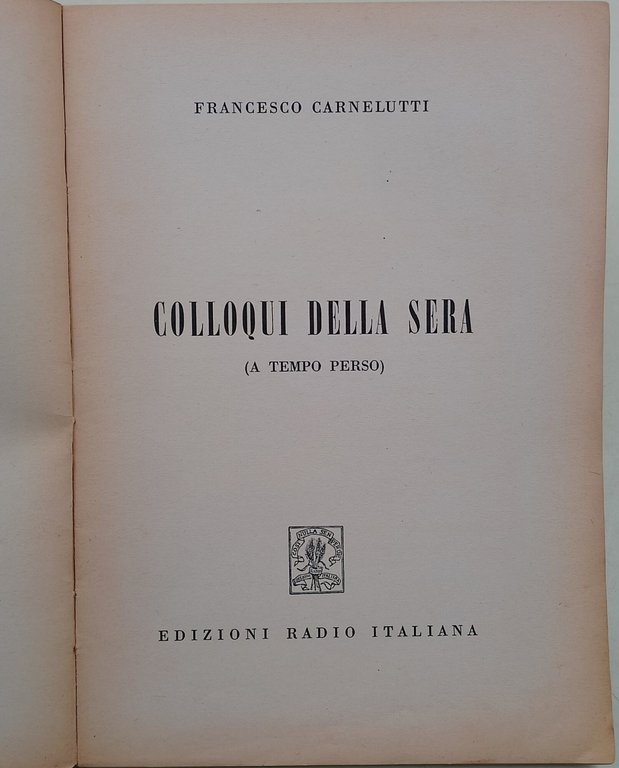 FRANCESCO CARNELUTTI
COLLOQUI DELLA SERA
(A TEMPO PERSO)
EDIZIONI RADIO ITALIANA